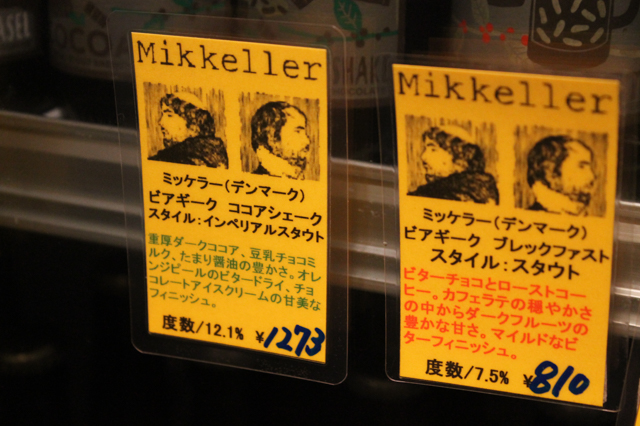 OCOA
SHAKE
Mikkeller
ミッケラー(デンマーク)
ビアギーク ココアシェーク
スタイル:インペリアルスタウト
重厚ダークココア、豆乳チョコミ
ルク、たまり醤油の豊かさ。オレ
ンジピールのビタードライ、チョ
コレートアイスクリームの甘美な
フィニッシュ。
度数/12.1% ¥1273
Mikkeller
ミッケラー(デンマーク)
ビアギーク ブレックファスト
スタイル:スタウト
ビターチョコとローストコー
ヒー。カフェラテの穏やかさ
の中からダークフルーツの
豊かな甘さ。マイルドなビ
ターフィニッシュ。
度数/7.5% ¥810